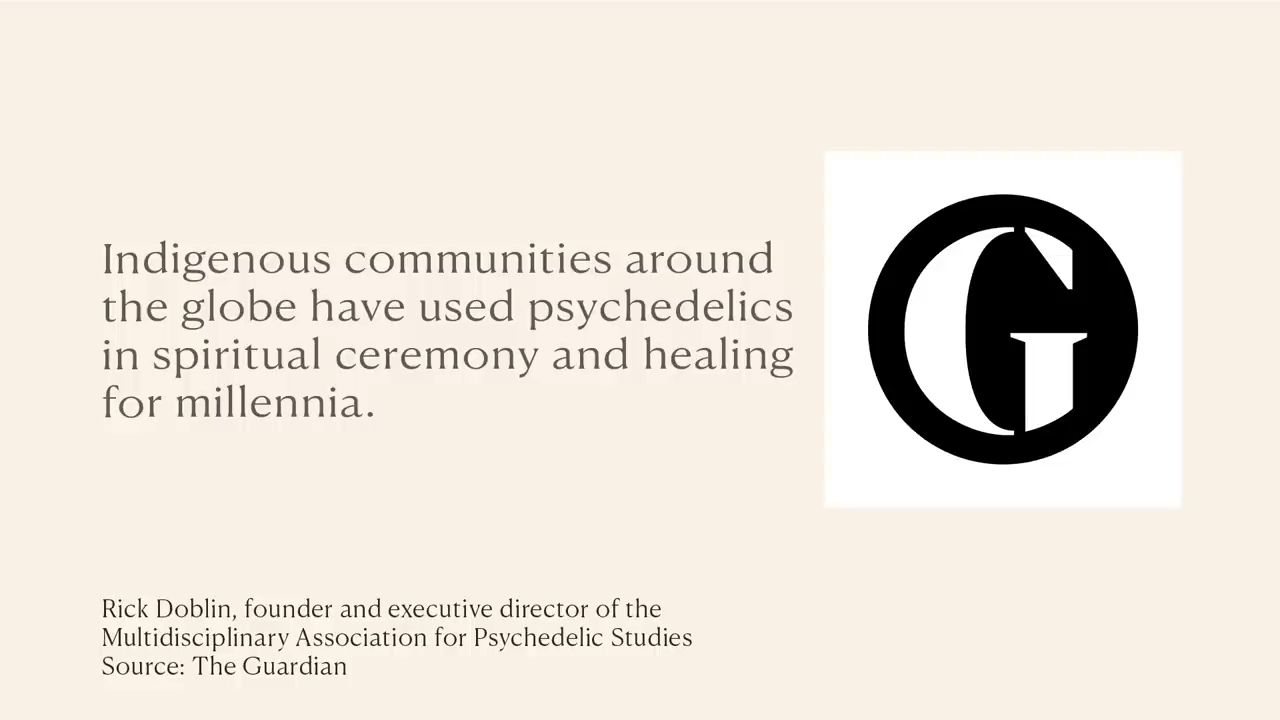 Indigenous communities around
the globe have used psychedelics
in spiritual ceremony and healing
for millennia.
G
Rick Doblin, founder and executive director of the
Multidisciplinary Association for Psychedelic Studies
Source: The Guardian